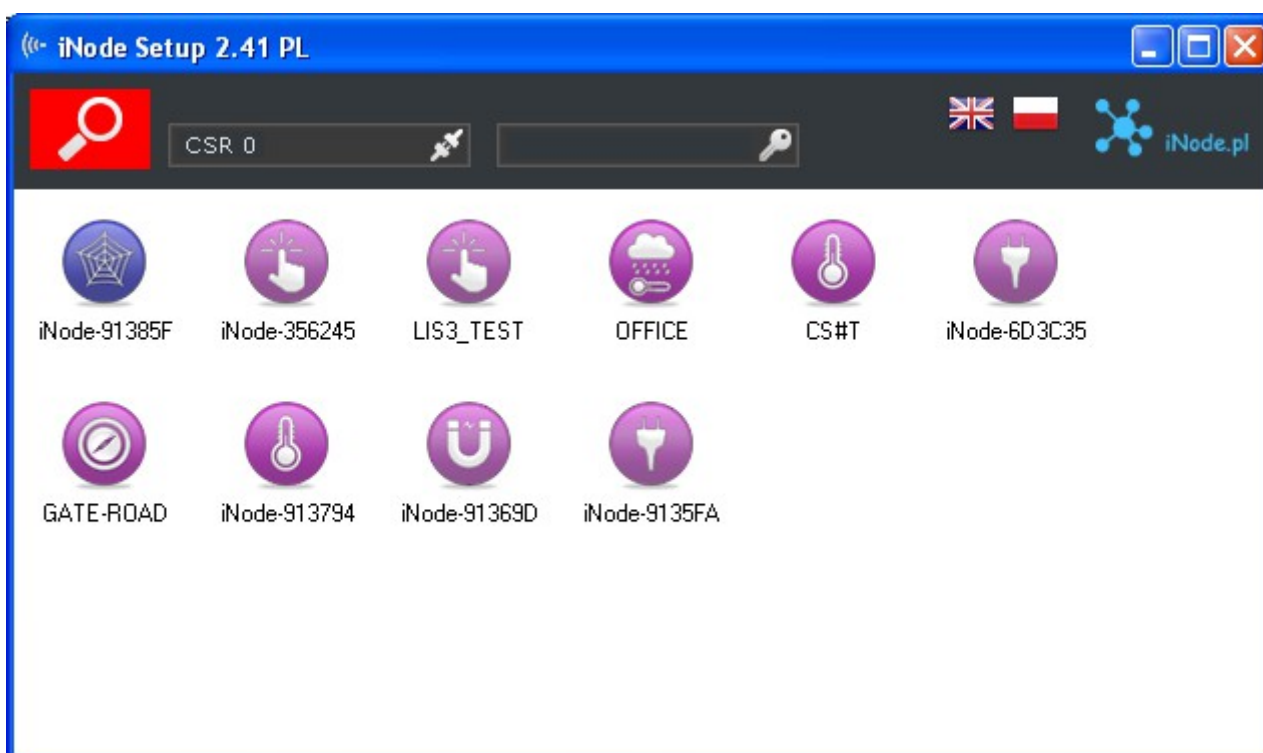 iNode Setup 2.41 PL
CSR 0
iNode.pl
iNode-91385F iNode-356245 LIS3_TEST OFFICE CS#T iNode-6D3C35
GATE-ROAD iNode-913794 iNode-91369D iNode-9135FA